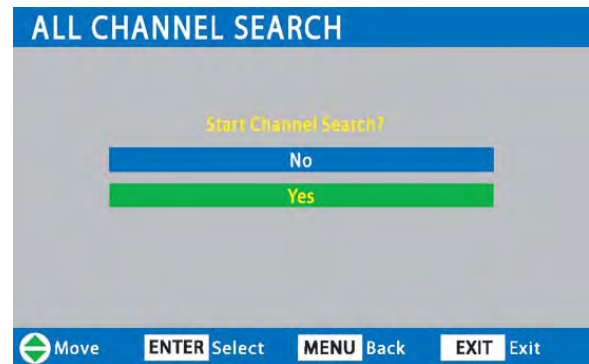 ALL CHANNEL SEARCH
Start Channel Search?
No
Yes
Move ENTER Select MENU Back EXIT Exit